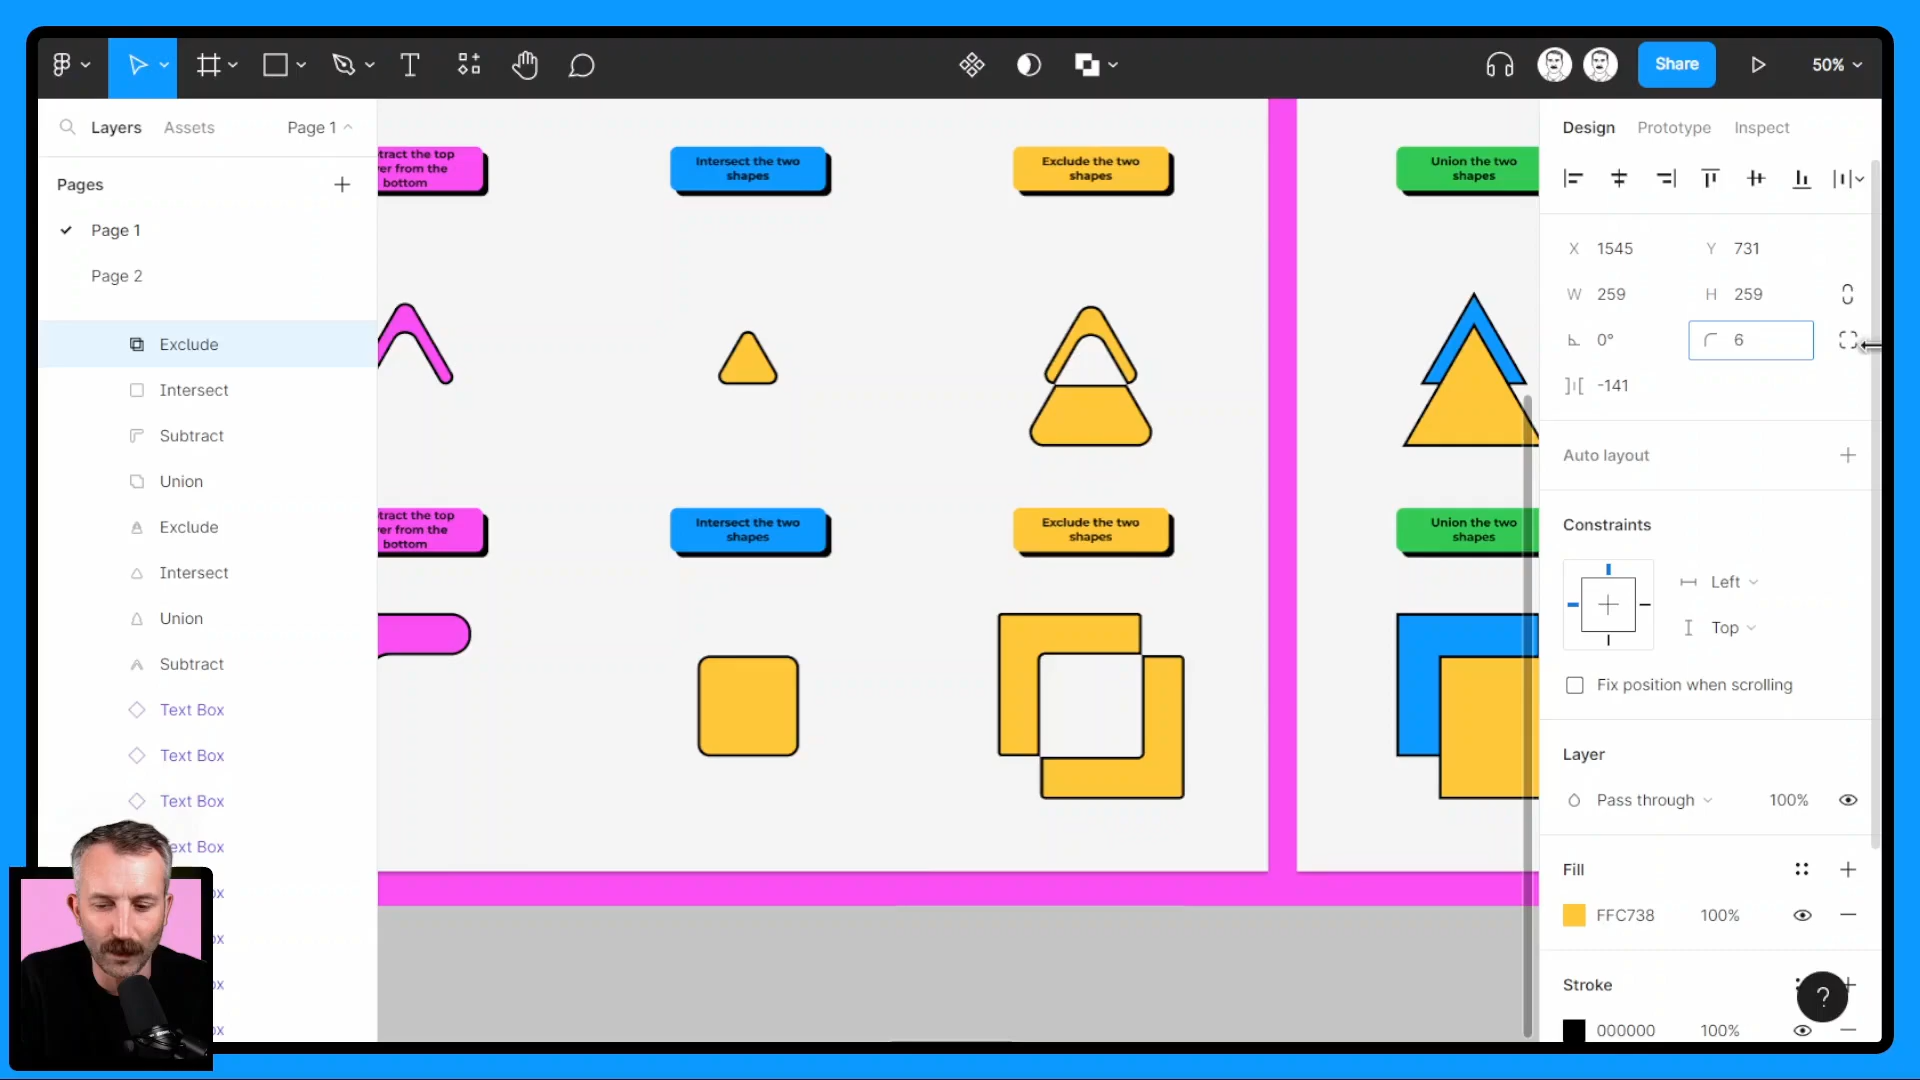 Share
50%
Layers
Assets
Page 1
Pages
Page 1
Page 2
Exclude
Intersect
Subtract
Union
Exclude
Intersect
Union
Subtract
Text Box
Text Box
Text Box
ext Box
ox
ox
ox
ox
tract the top
er from the
bottom
Intersect the two
shapes
Exclude the two
shapes
Union the two
shapes
tract the top
er from the
bottom
Intersect the two
shapes
Exclude the two
shapes
Union the two
shapes
Design
Prototype
Inspect
X 1545
Y 731
W 259
H 259
0°
6
-141
Auto layout
Constraints
Left
Top
Fix position when scrolling
Layer
Pass through
100%
Fill
FFC738
100%
Stroke
?
000000
100%